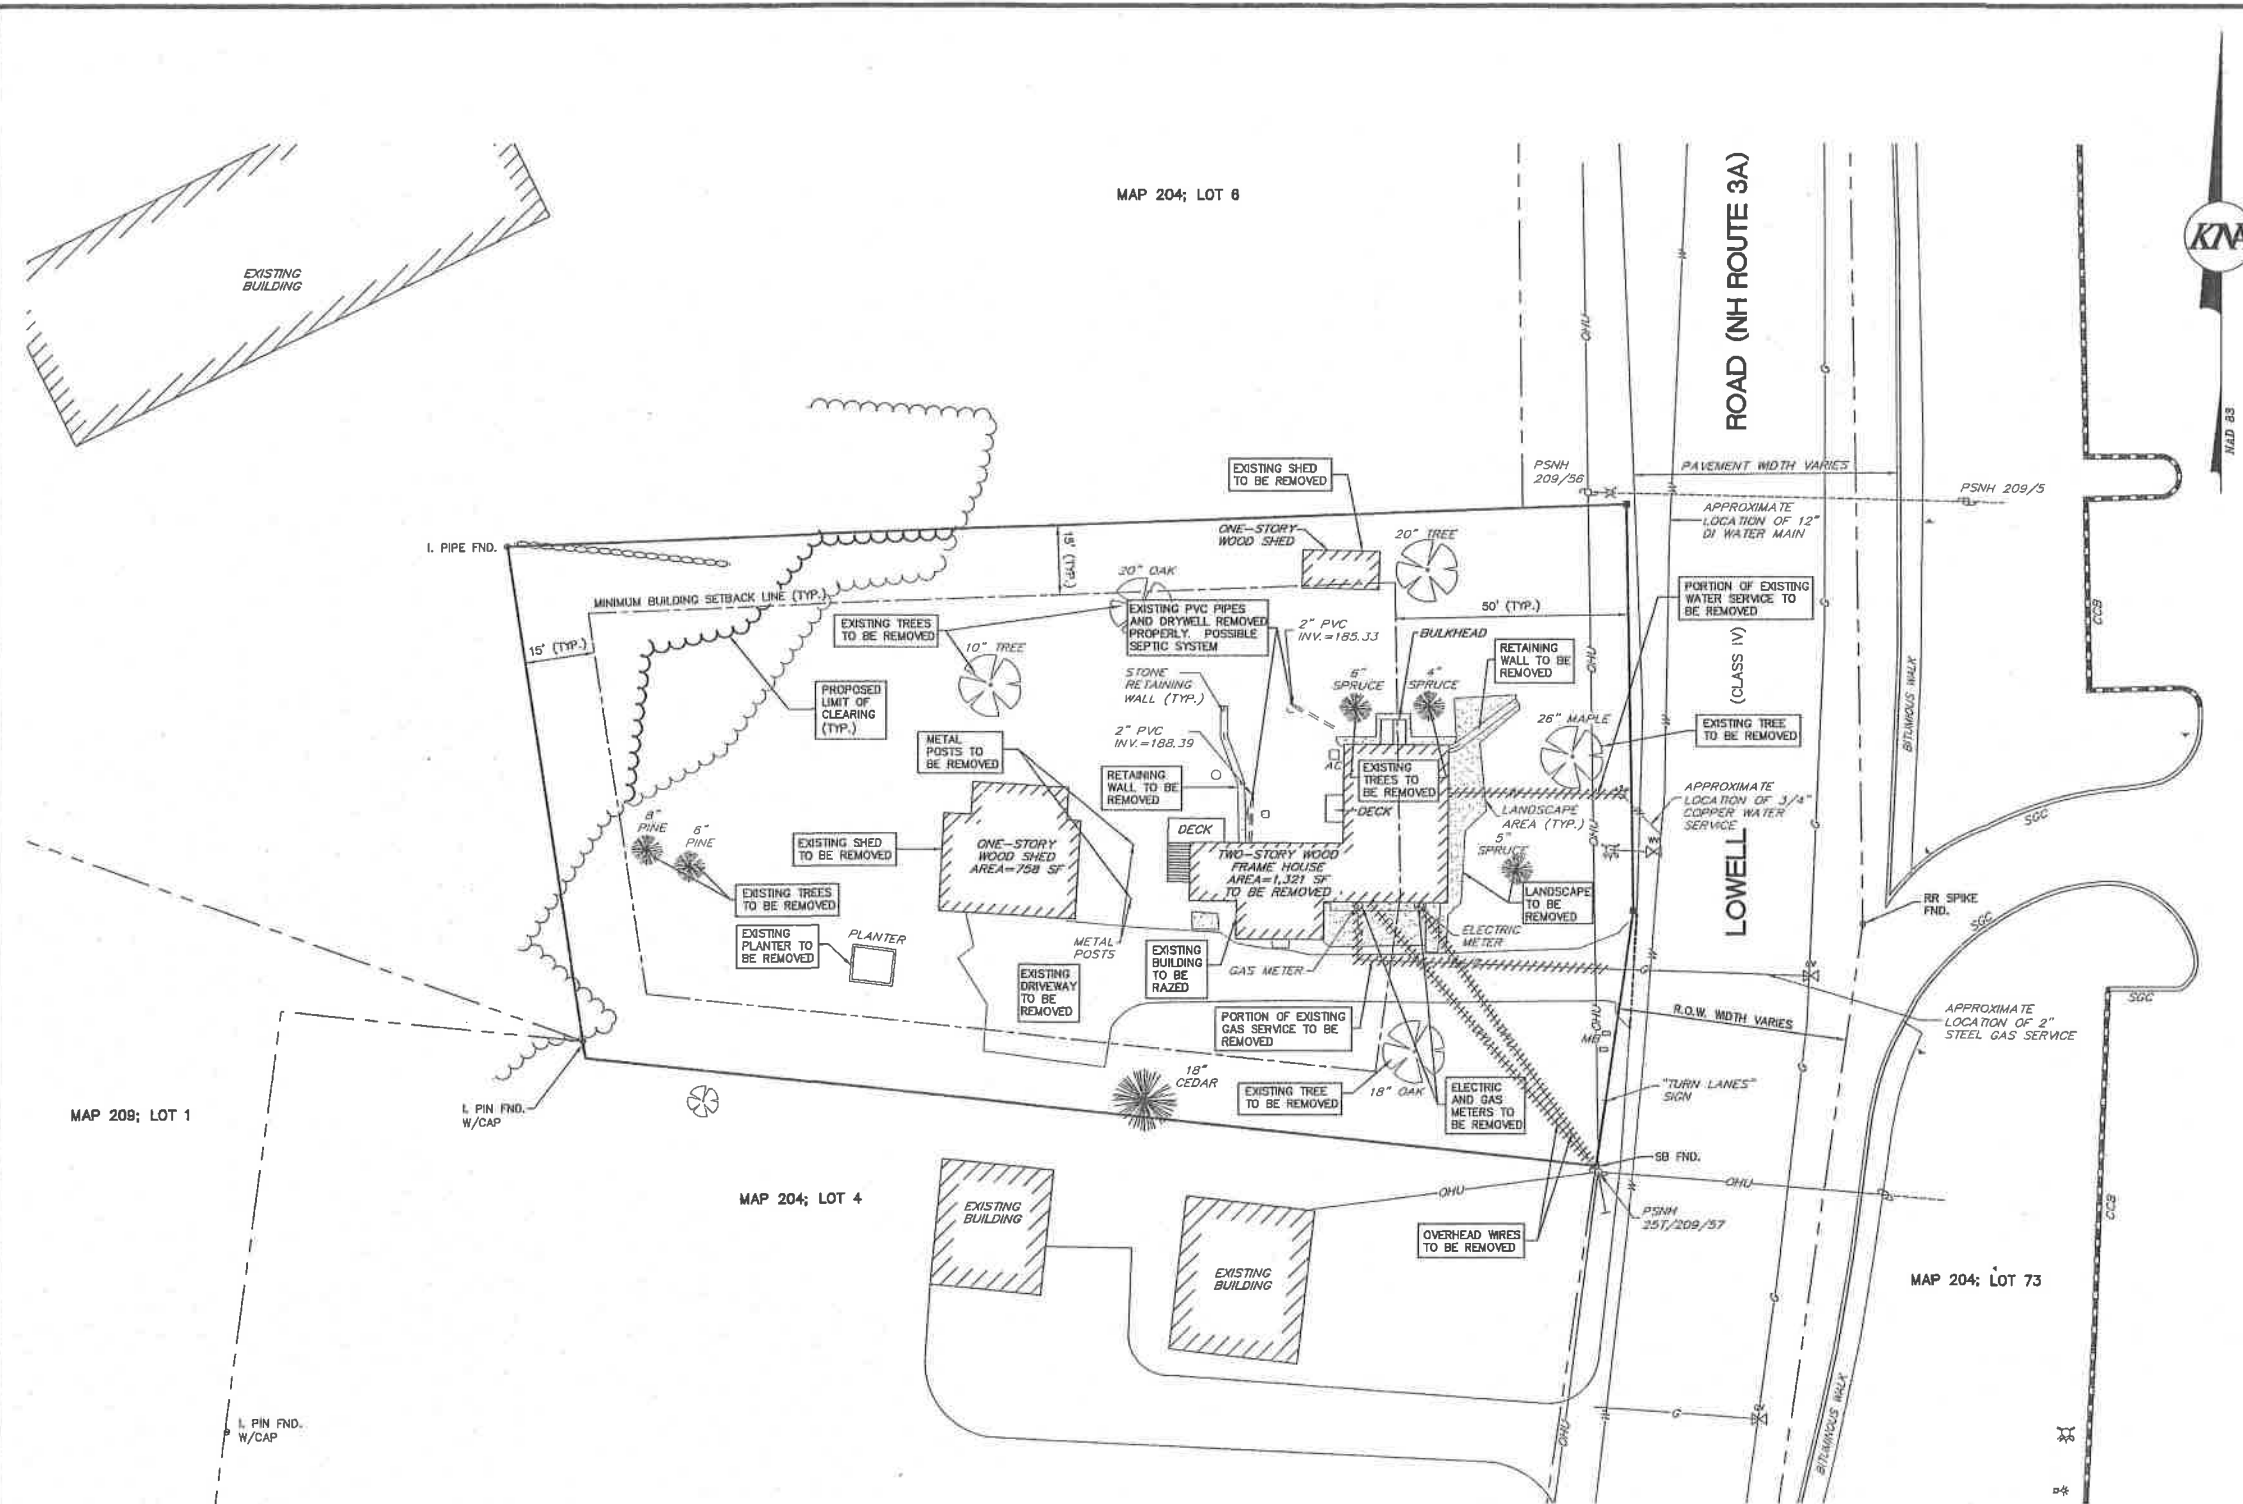 MAP 204; LOT 6
ROAD (NH ROUTE 3A)
KNA
NAD 83
EXISTING
BUILDING
EXISTING SHED
TO BE REMOVED
PSNH
209/56
PAVEMENT WIDTH VARIES
PSNH 209/5
OHU
W
G
I. PIPE FND.
ONE-STORY
WOOD SHED
20" TREE
APPROXIMATE
LOCATION OF 12"
DI WATER MAIN
15' (TYP.)
20" OAK
MINIMUM BUILDING SETBACK LINE (TYP.)
EXISTING TREES
TO BE REMOVED
EXISTING PVC PIPES
AND DRYWELL REMOVED
PROPERLY. POSSIBLE
SEPTIC SYSTEM
2" PVC
INV.=185.33
50' (TYP.)
BULKHEAD
PORTION OF EXISTING
WATER SERVICE TO
BE REMOVED
CCB
15' (TYP.)
10" TREE
STONE
RETAINING
WALL (TYP.)
6"
SPRUCE
4"
SPRUCE
RETAINING
WALL TO BE
REMOVED
OHU
(CLASS IV)
BITUMINOUS WALK
PROPOSED
LIMIT OF
CLEARING
(TYP.)
METAL
POSTS TO
BE REMOVED
2" PVC
INV.=188.39
26" MAPLE
EXISTING TREE
TO BE REMOVED
RETAINING
WALL TO BE
REMOVED
AC
EXISTING
TREES TO
BE REMOVED
DECK
LANDSCAPE
AREA (TYP.)
APPROXIMATE
LOCATION OF 3/4"
COPPER WATER
SERVICE
SGC
8"
PINE
6"
PINE
EXISTING SHED
TO BE REMOVED
ONE-STORY
WOOD SHED
AREA=758 SF
DECK
TWO-STORY WOOD
FRAME HOUSE
AREA=1,321 SF
TO BE REMOVED
5"
SPRUCE
OHU
LOWELL
EXISTING TREES
TO BE REMOVED
LANDSCAPE
TO BE
REMOVED
RR SPIKE
FND.
SGC
EXISTING
PLANTER TO
BE REMOVED
PLANTER
METAL
POSTS
EXISTING
BUILDING
TO BE
RAZED
ELECTRIC
METER
GAS METER
EXISTING
DRIVEWAY
TO BE
REMOVED
G
SGC
PORTION OF EXISTING
GAS SERVICE TO BE
REMOVED
OHU
MB
R.O.W. WIDTH VARIES
APPROXIMATE
LOCATION OF 2"
STEEL GAS SERVICE
18"
CEDAR
EXISTING TREE
TO BE REMOVED
18" OAK
ELECTRIC
AND GAS
METERS TO
BE REMOVED
"TURN LANES"
SIGN
MAP 209; LOT 1
I. PIN FND.
W/CAP
SB FND.
MAP 204; LOT 4
EXISTING
BUILDING
OHU
OHU
PSNH
25T/209/57
CCB
OVERHEAD WIRES
TO BE REMOVED
EXISTING
BUILDING
MAP 204; LOT 73
I. PIN FND.
W/CAP
OHU
G
BITUMINOUS WALK